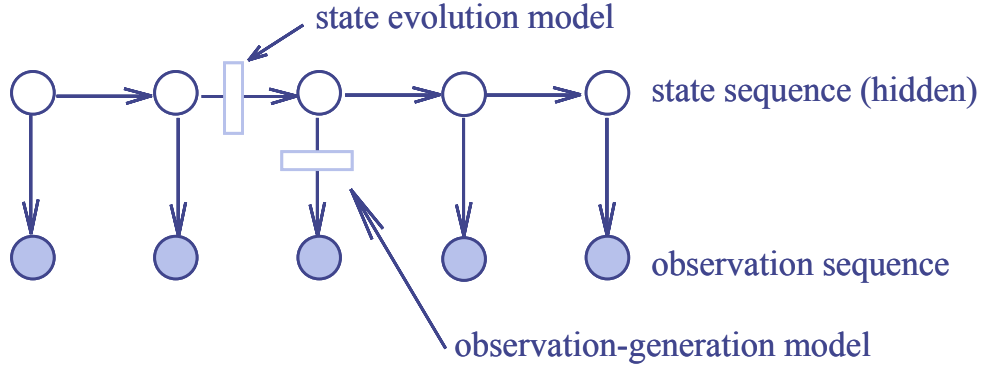 state evolution model
state sequence (hidden)
observation sequence
observation-generation model